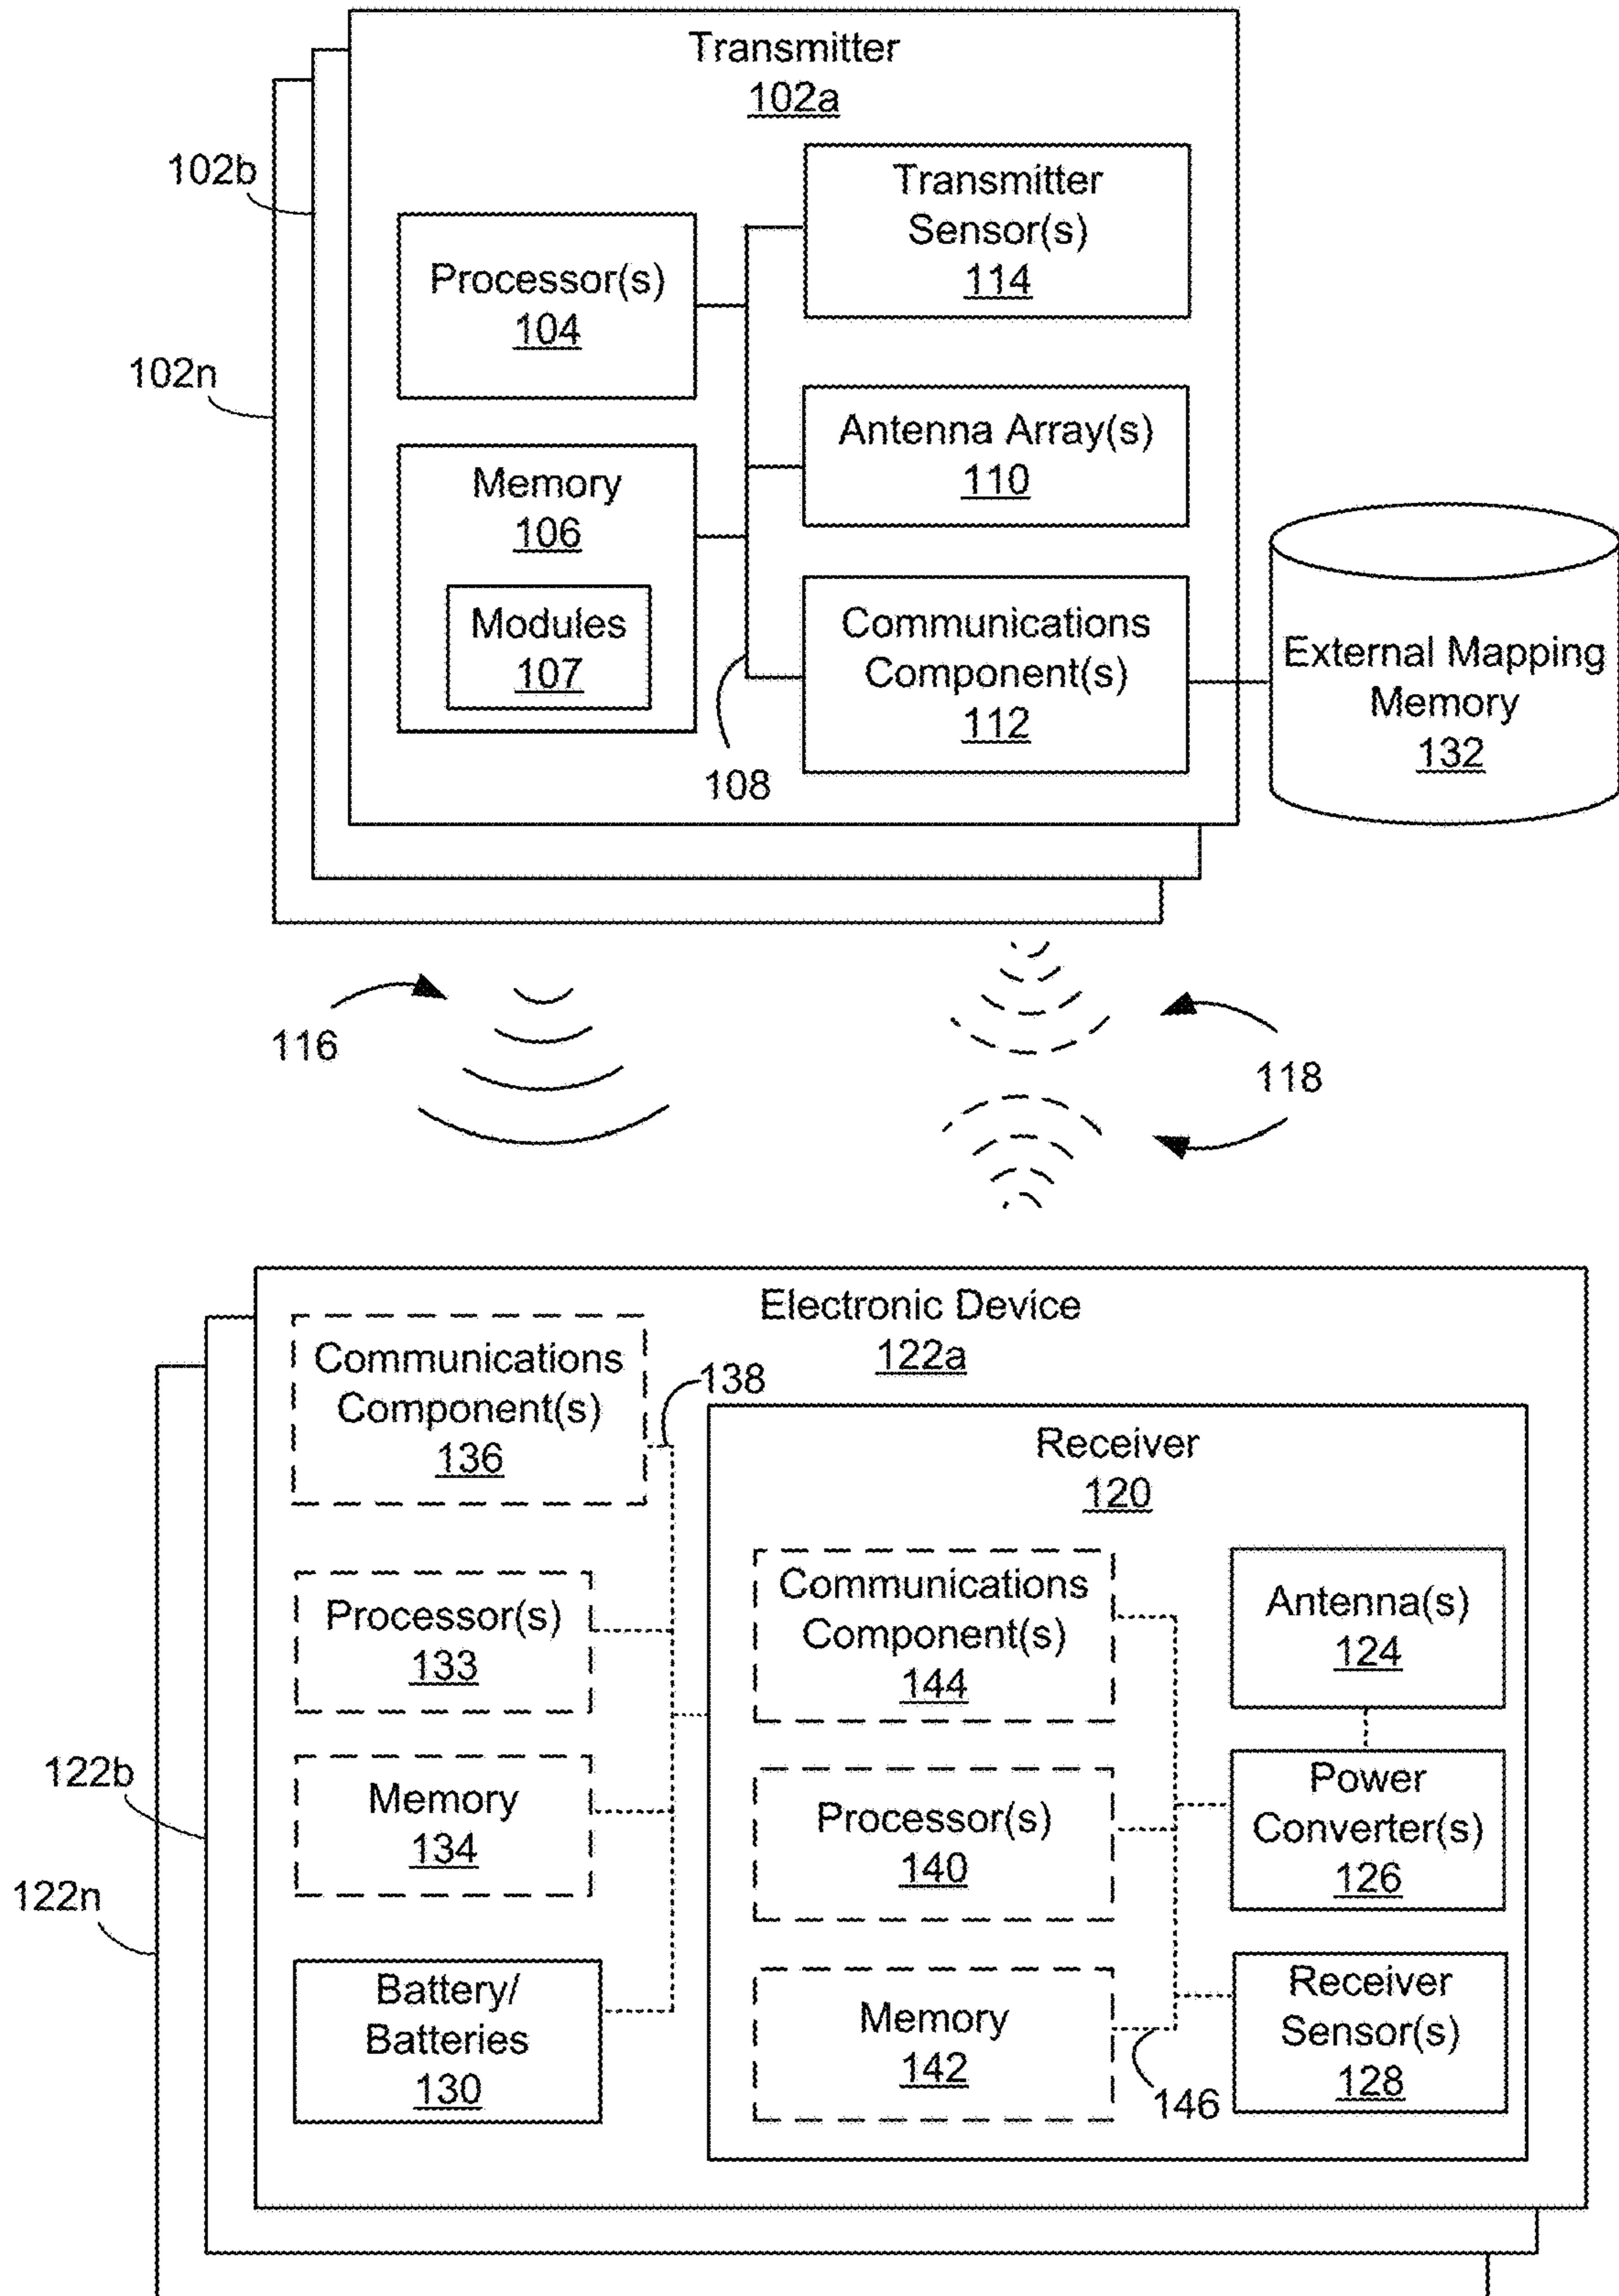 Transmitter
102a
102b
102n
Processor(s)
104
Memory
106
Modules
107
Transmitter
Sensor(s)
114
Antenna Array(s)
110
Communications
Component(s)
112
108
External Mapping
Memory
132
116
118
Electronic Device
122a
122b
122n
Communications
Component(s)
136
138
Processor(s)
133
Memory
134
Battery/
Batteries
130
Receiver
120
Communications
Component(s)
144
Processor(s)
140
Memory
142
146
Antenna(s)
124
Power
Converter(s)
126
Receiver
Sensor(s)
128